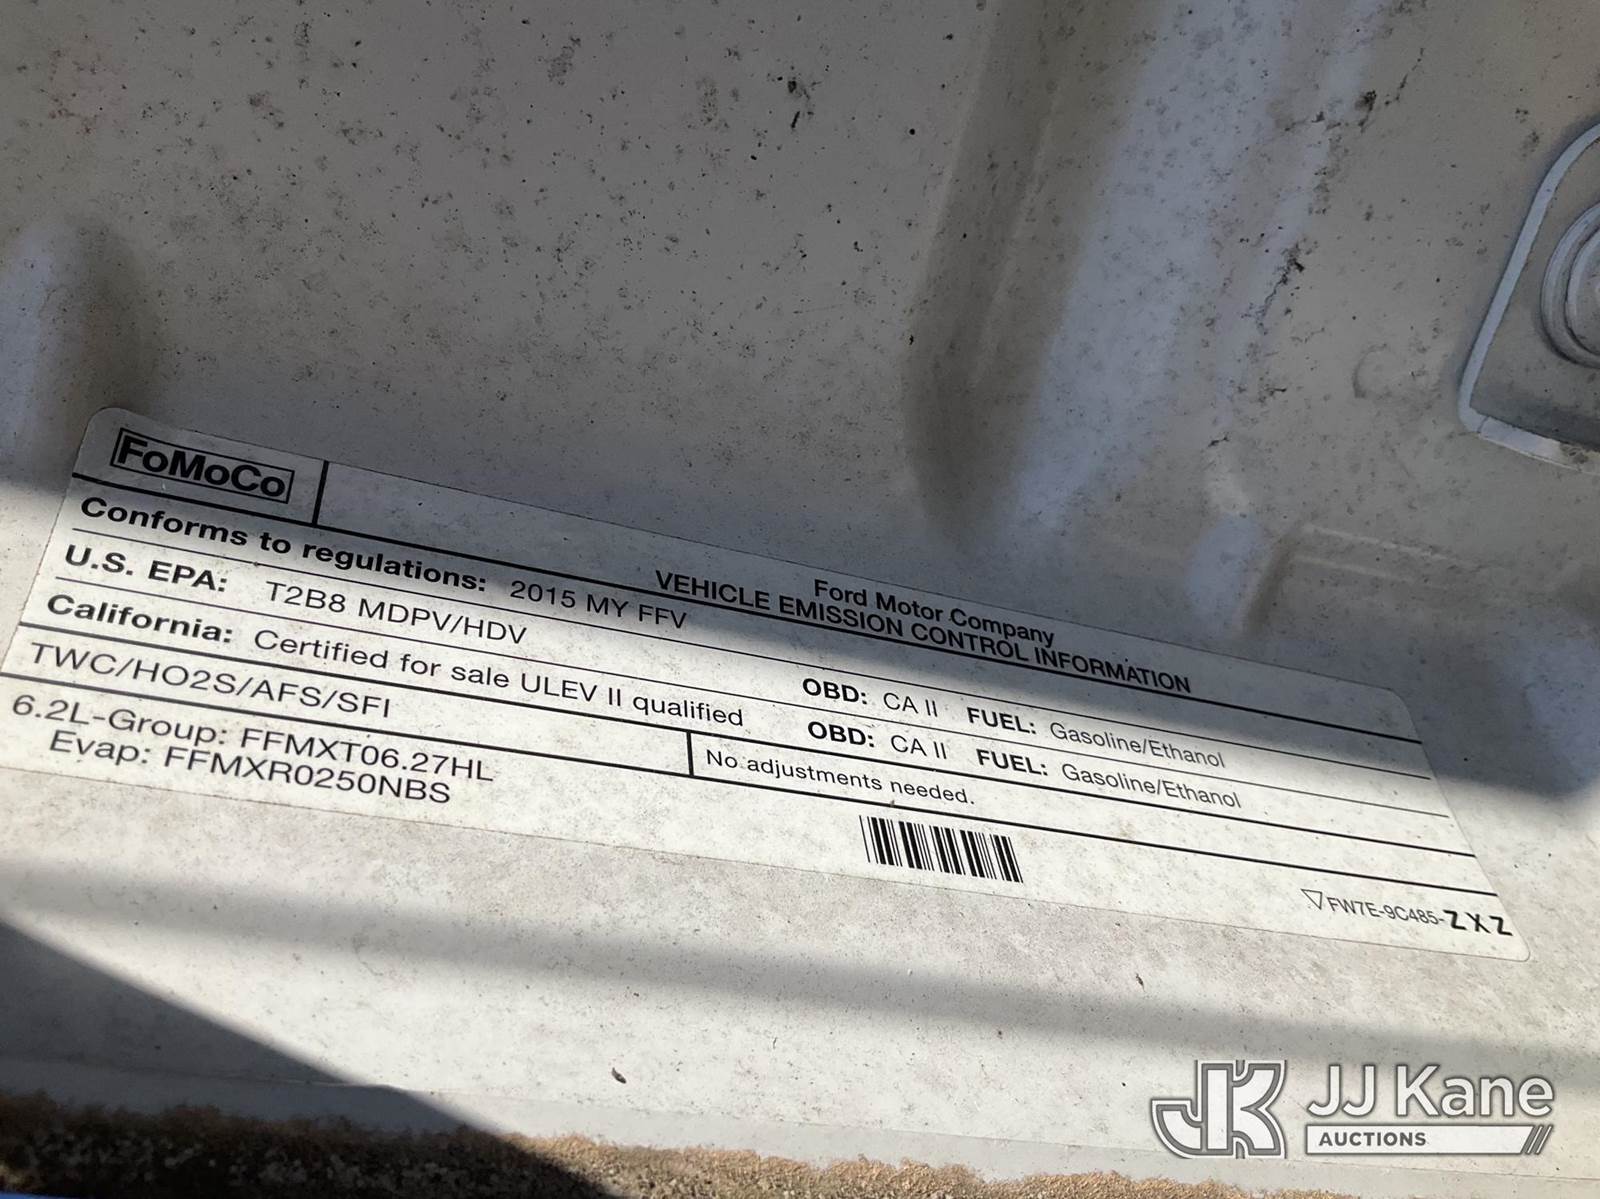 FoMoCo
Ford Motor Company
VEHICLE EMISSION CONTROL INFORMATION
Conforms to regulations: 2015 MY FFV
U.S. EPA: T2B8 MDPV/HDV OBD: CA II FUEL: Gasoline/Ethanol
California: Certified for sale ULEV II qualified OBD: CA II FUEL: Gasoline/Ethanol
TWC/HO2S/AFS/SFI No adjustments needed.
6.2L-Group: FFMXT06.27HL
Evap: FFMXR0250NBS
FW7E-9C485-ZXZ
JK JJ Kane
AUCTIONS